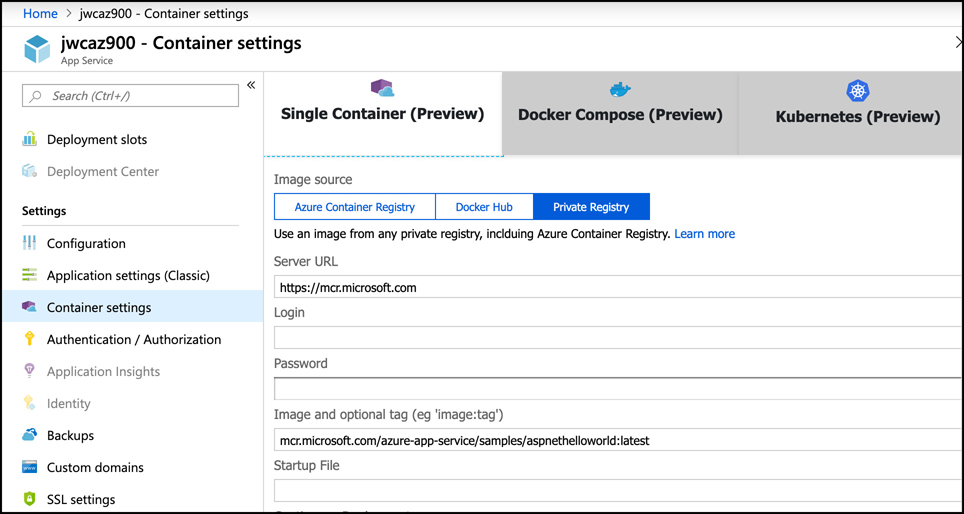 Home > jwcaz900 - Container settings
jwcaz900 - Container settings
App Service
Search (Ctrl+/)
«
Deployment slots
Deployment Center
Settings
Configuration
Application settings (Classic)
Container settings
Authentication / Authorization
Application Insights
Identity
Backups
Custom domains
SSL settings
Single Container (Preview)
Docker Compose (Preview)
Kubernetes (Preview)
Image source
Azure Container Registry
Docker Hub
Private Registry
Use an image from any private registry, inclduing Azure Container Registry. Learn more
Server URL
https://mcr.microsoft.com
Login
Password
Image and optional tag (eg 'image:tag')
mcr.microsoft.com/azure-app-service/samples/aspnethelloworld:latest
Startup File